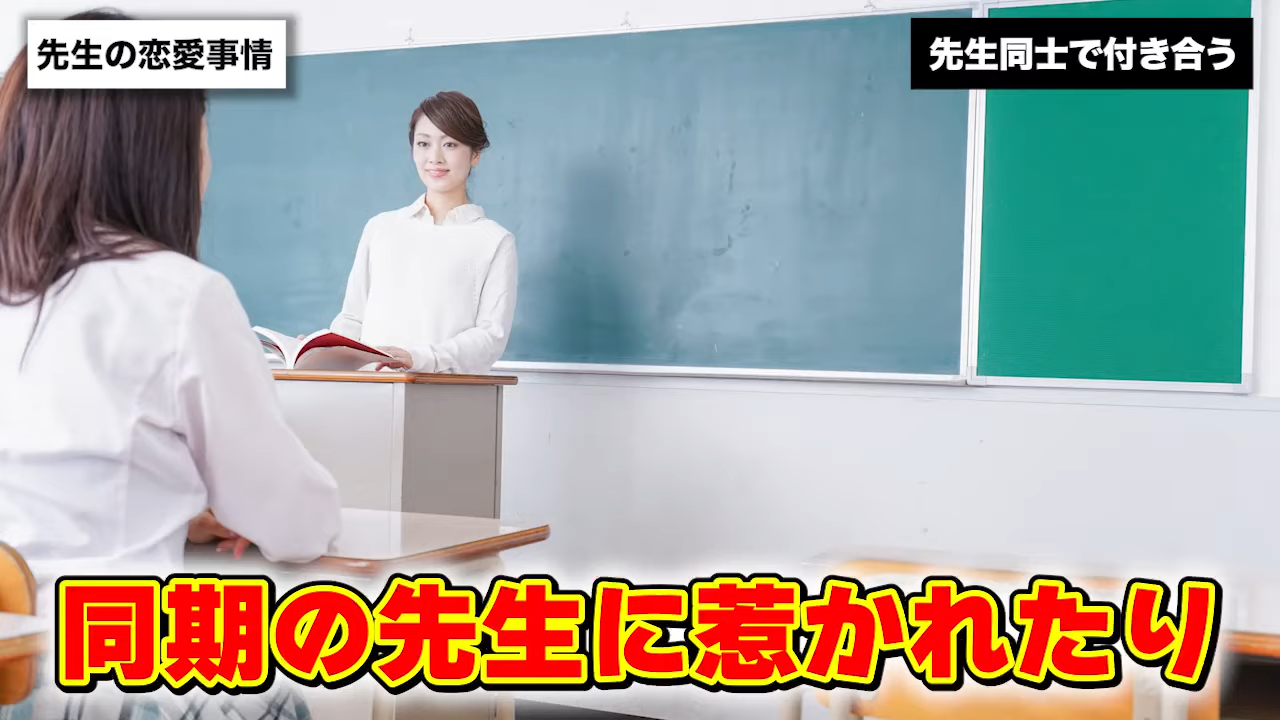 先生の恋愛事情
先生同士で付き合う
同期の先生に惹かれたり